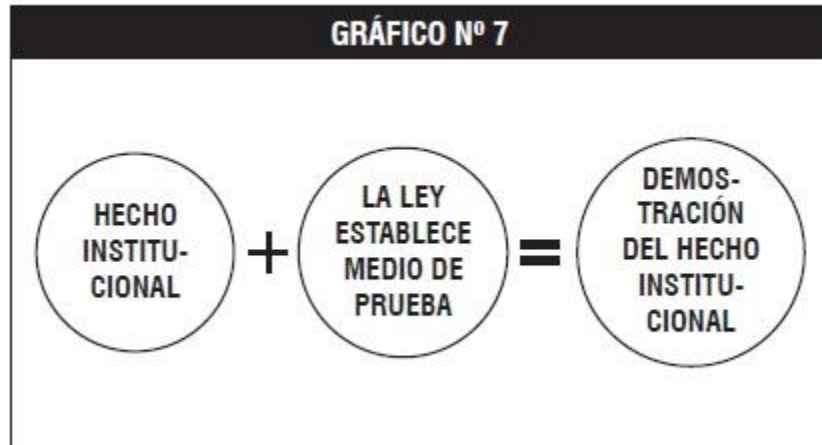 GRÁFICO Nº 7
HECHO
INSTITU-
CIONAL
+
LA LEY
ESTABLECE
MEDIO DE
PRUEBA
=
DEMOS-
TRACIÓN
DEL HECHO
INSTITU-
CIONAL